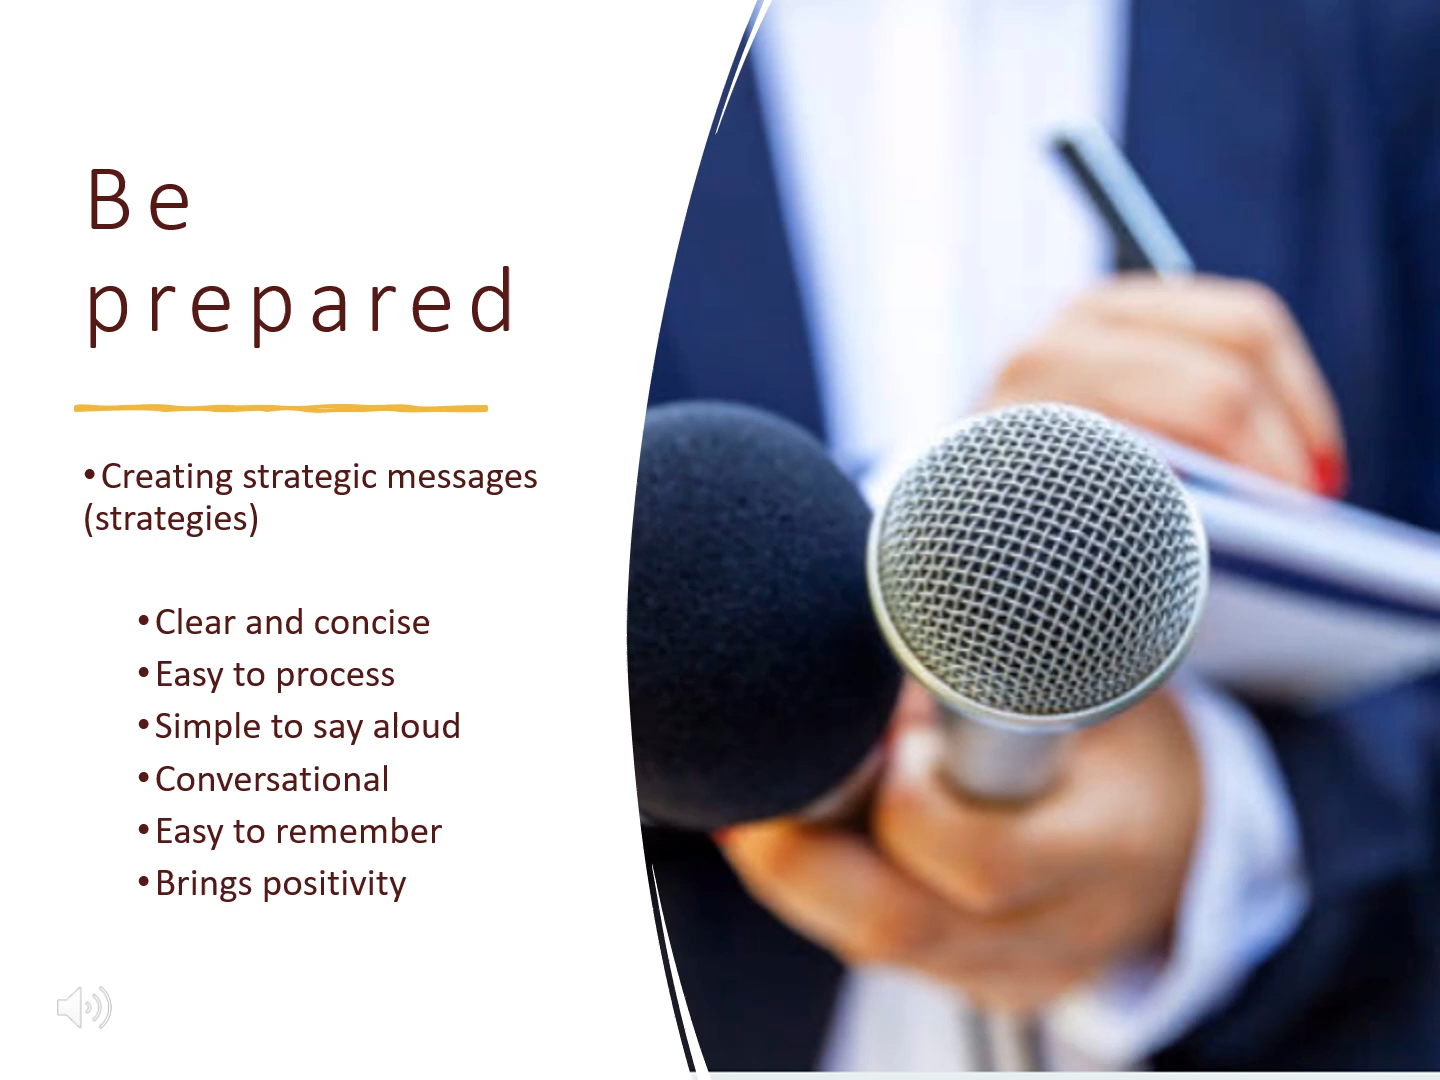 Be
prepared
•Creating strategic messages
(strategies)
•Clear and concise
•Easy to process
•Simple to say aloud
•Conversational
•Easy to remember
•Brings positivity